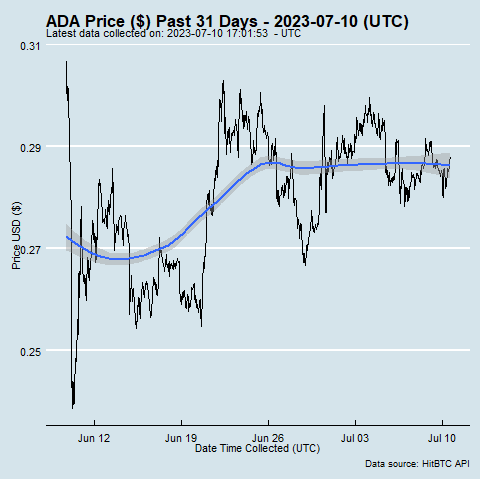 ADA Price ($) Past 31 Days - 2023-07-10 (UTC)
Latest data collected on: 2023-07-10 17:01:53 - UTC
0.31
0.29
0.27
0.25
Price USD ($)
Jun 12
Jun 19
Jun 26
Jul 03
Jul 10
Date Time Collected (UTC)
Data source: HitBTC API